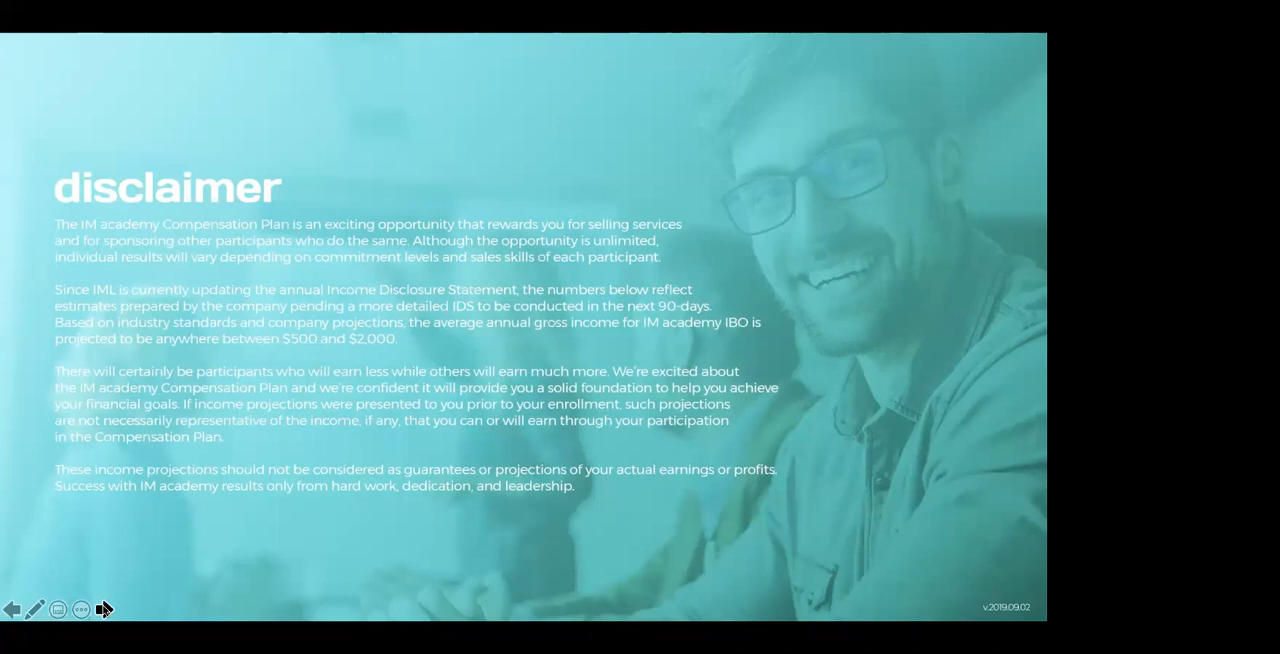 disclaimer
The IM academy Compensation Plan is an exciting opportunity that rewards you for selling services
and for sponsoring other participants who do the same. Although the opportunity is unlimited,
individual results will vary depending on commitment levels and sales skills of each participant.
Since IML is currently updating the annual Income Disclosure Statement, the numbers below reflect
estimates prepared by the company pending a more detailed IDS to be conducted in the next 90-days.
Based on industry standards and company projections, the average annual gross income for IM academy IBO is
projected to be anywhere between $500 and $2,000.
There will certainly be participants who will earn less while others will earn much more. We're excited about
the IM academy Compensation Plan and we're confident it will provide you a solid foundation to help you achieve
your financial goals. If income projections were presented to you prior to your enrollment, such projections
are not necessarily representative of the income, if any, that you can or will earn through your participation
in the Compensation Plan.
These income projections should not be considered as guarantees or projections of your actual earnings or profits.
Success with IM academy results only from hard work, dedication, and leadership.
v.2019.09.02